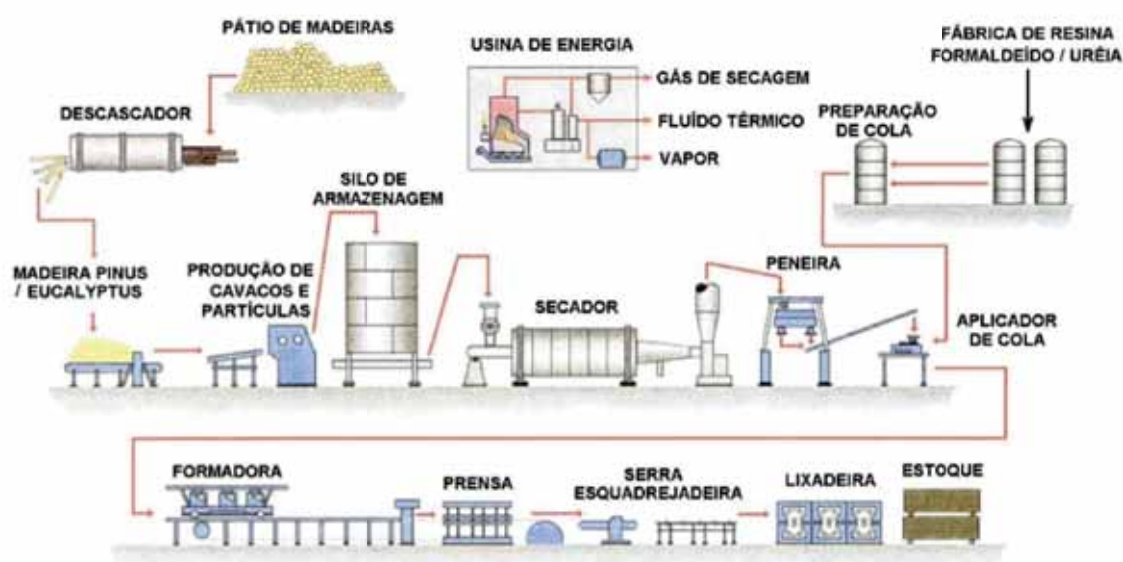 PÁTIO DE MADEIRAS
USINA DE ENERGIA
FÁBRICA DE RESINA
FORMALDEÍDO / URÊIA
GÁS DE SECAGEM
FLUÍDO TÉRMICO
VAPOR
PREPARAÇÃO
DE COLA
DESCASCADOR
SILO DE
ARMAZENAGEM
MADEIRA PINUS
/ EUCALYPTUS
PRODUÇÃO DE
CAVACOS E
PARTÍCULAS
SECADOR
PENEIRA
APLICADOR
DE COLA
FORMADORA
PRENSA
SERRA
ESQUADREJADEIRA
LIXADEIRA
ESTOQUE